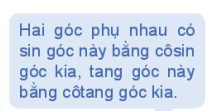 Hai góc phụ nhau có
sin góc này bằng côsin
góc kia, tang góc này
bằng côtang góc kia.